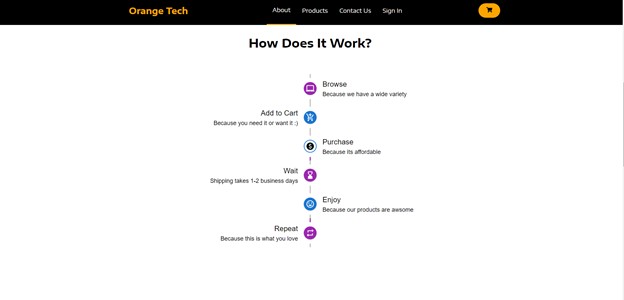 Orange Tech
About Products Contact Us Sign In
How Does It Work?
Browse
Because we have a wide variety
Add to Cart
Because you need it or want it ;)
Purchase
Because its affordable
Wait
Shipping takes 1-2 business days
Enjoy
Because our products are awsome
Repeat
Because this is what you love